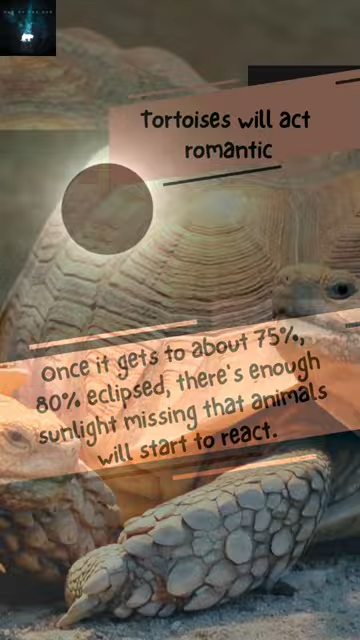 Tortoises will act
romantic
Once it gets to about 75%,
80% eclipsed, there's enough
sunlight missing that animals
will start to react.